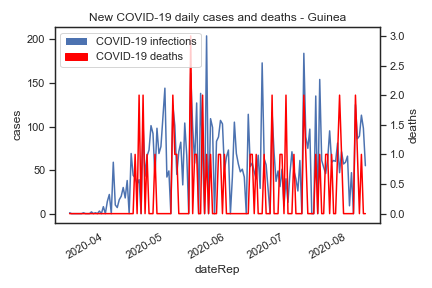 New COVID-19 daily cases and deaths - Guinea
COVID-19 infections
COVID-19 deaths
200
150
100
50
0
cases
3.0
2.5
2.0
1.5
1.0
0.5
0.0
deaths
2020-04
2020-05
2020-06
2020-07
2020-08
dateRep